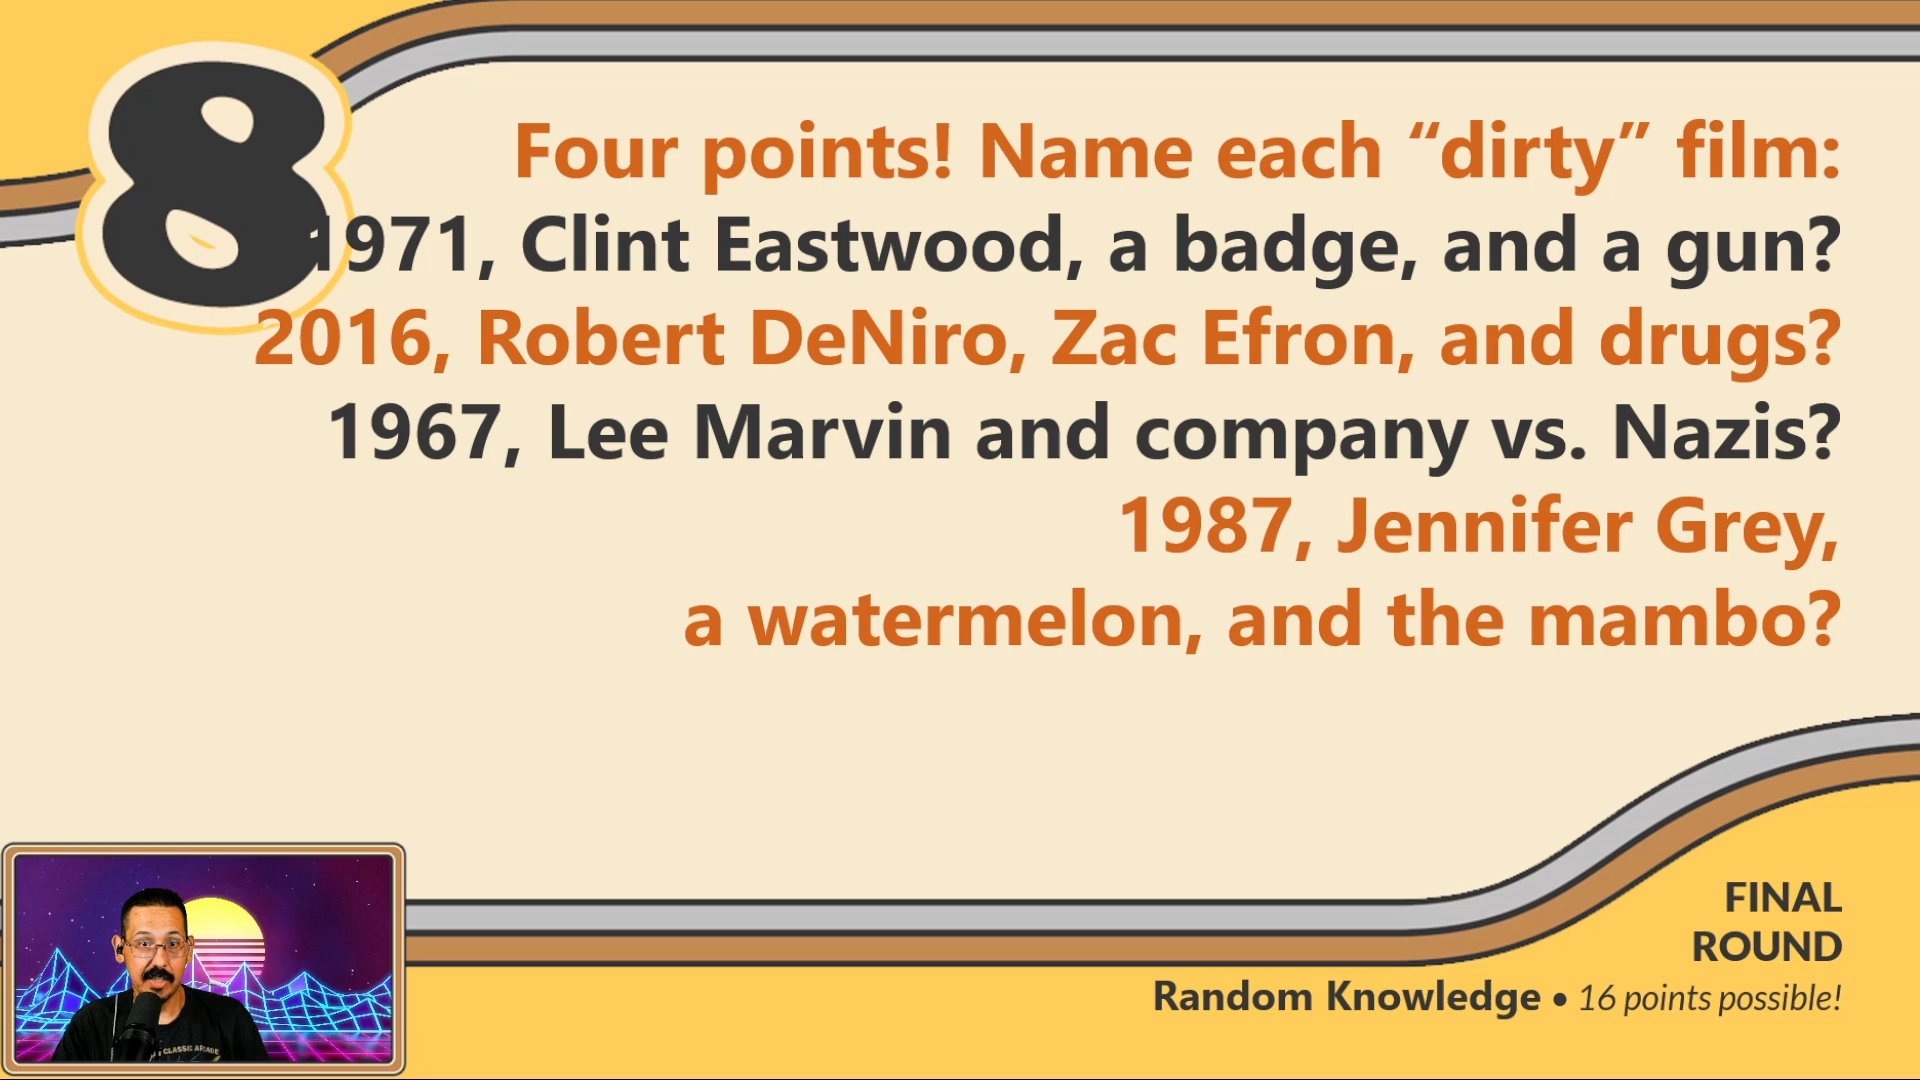 8
Four points! Name each “dirty” film:
1971, Clint Eastwood, a badge, and a gun?
2016, Robert DeNiro, Zac Efron, and drugs?
1967, Lee Marvin and company vs. Nazis?
1987, Jennifer Grey,
a watermelon, and the mambo?
FINAL
ROUND
Random Knowledge • 16 points possible!
CLASSIC ARCADE